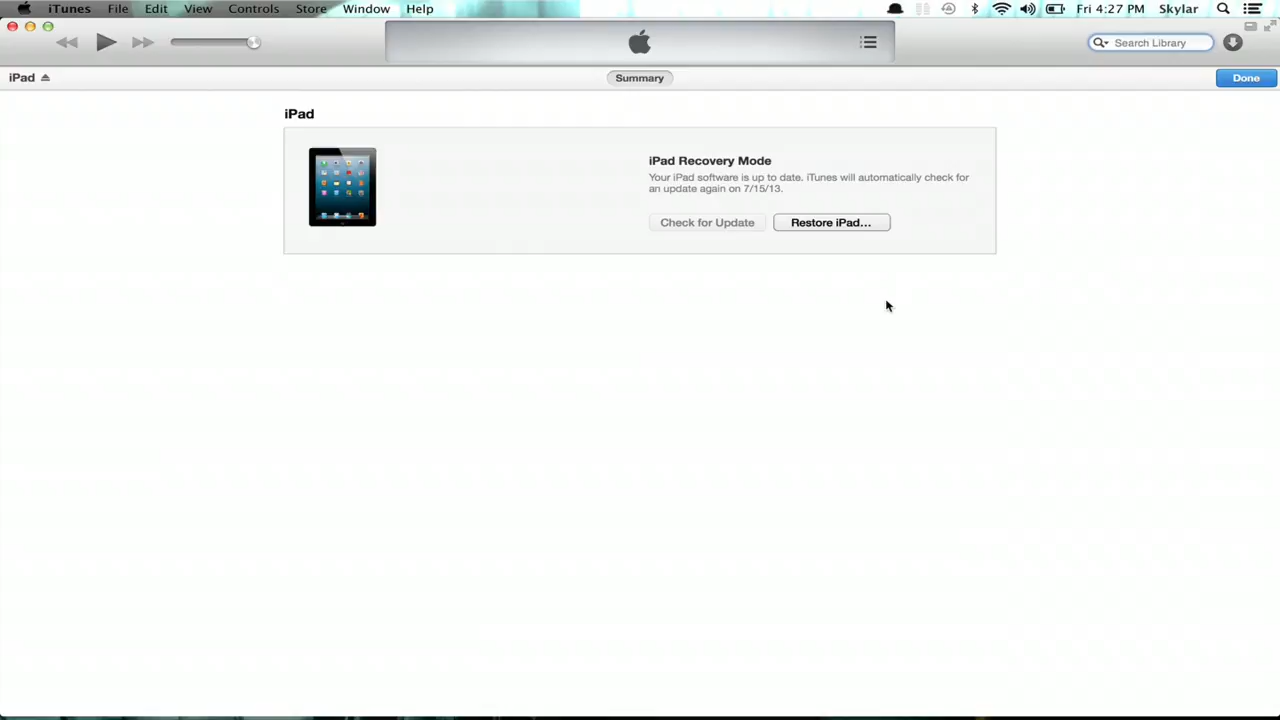 iTunes File Edit View Controls Store Window Help Fri 4:27 PM Skylar
Search Library
iPad Summary Done
iPad
iPad Recovery Mode
Your iPad software is up to date. iTunes will automatically check for
an update again on 7/15/13.
Check for Update Restore iPad...